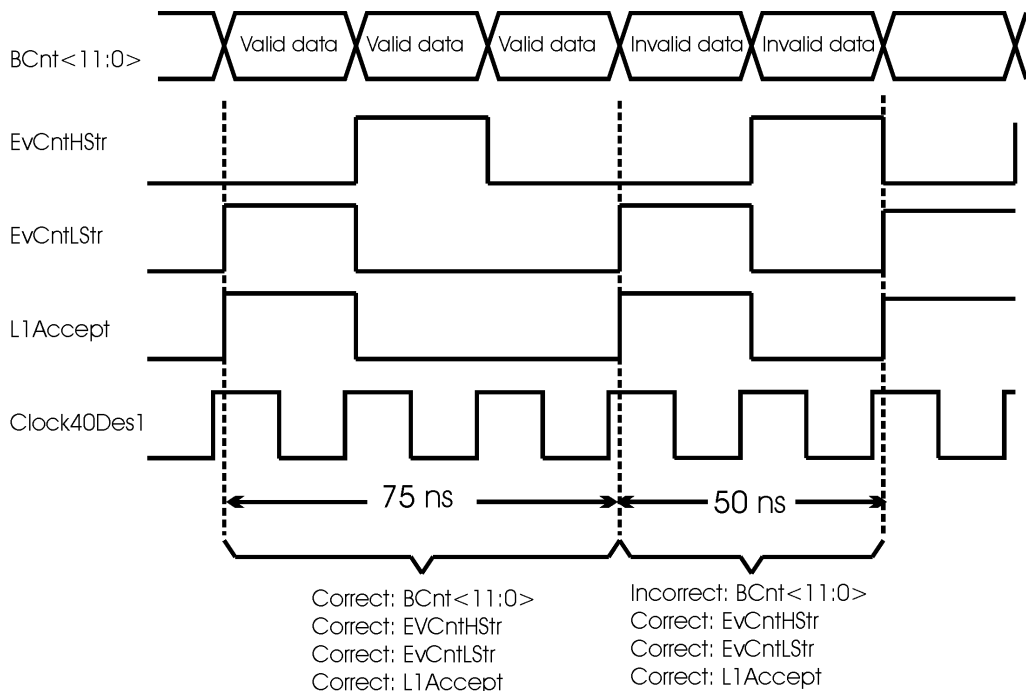 BCnt<11:0>
Valid data Valid data Valid data Invalid data Invalid data
EvCntHStr
EvCntLStr
L1Accept
Clock40Des1
75 ns 50 ns
Correct: BCnt<11:0>
Correct: EVCntHStr
Correct: EvCntLStr
Correct: L1Accept
Incorrect: BCnt<11:0>
Correct: EvCntHStr
Correct: EvCntLStr
Correct: L1Accept